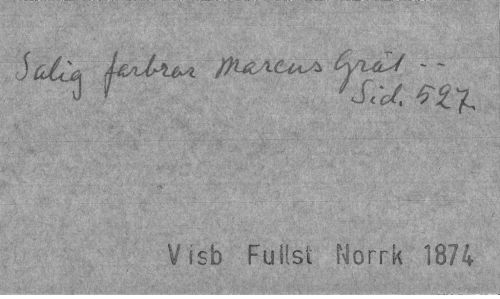 Salig farbror Marcus Gråt --
Sid. 527.
Visb Fullst Norrk 1874